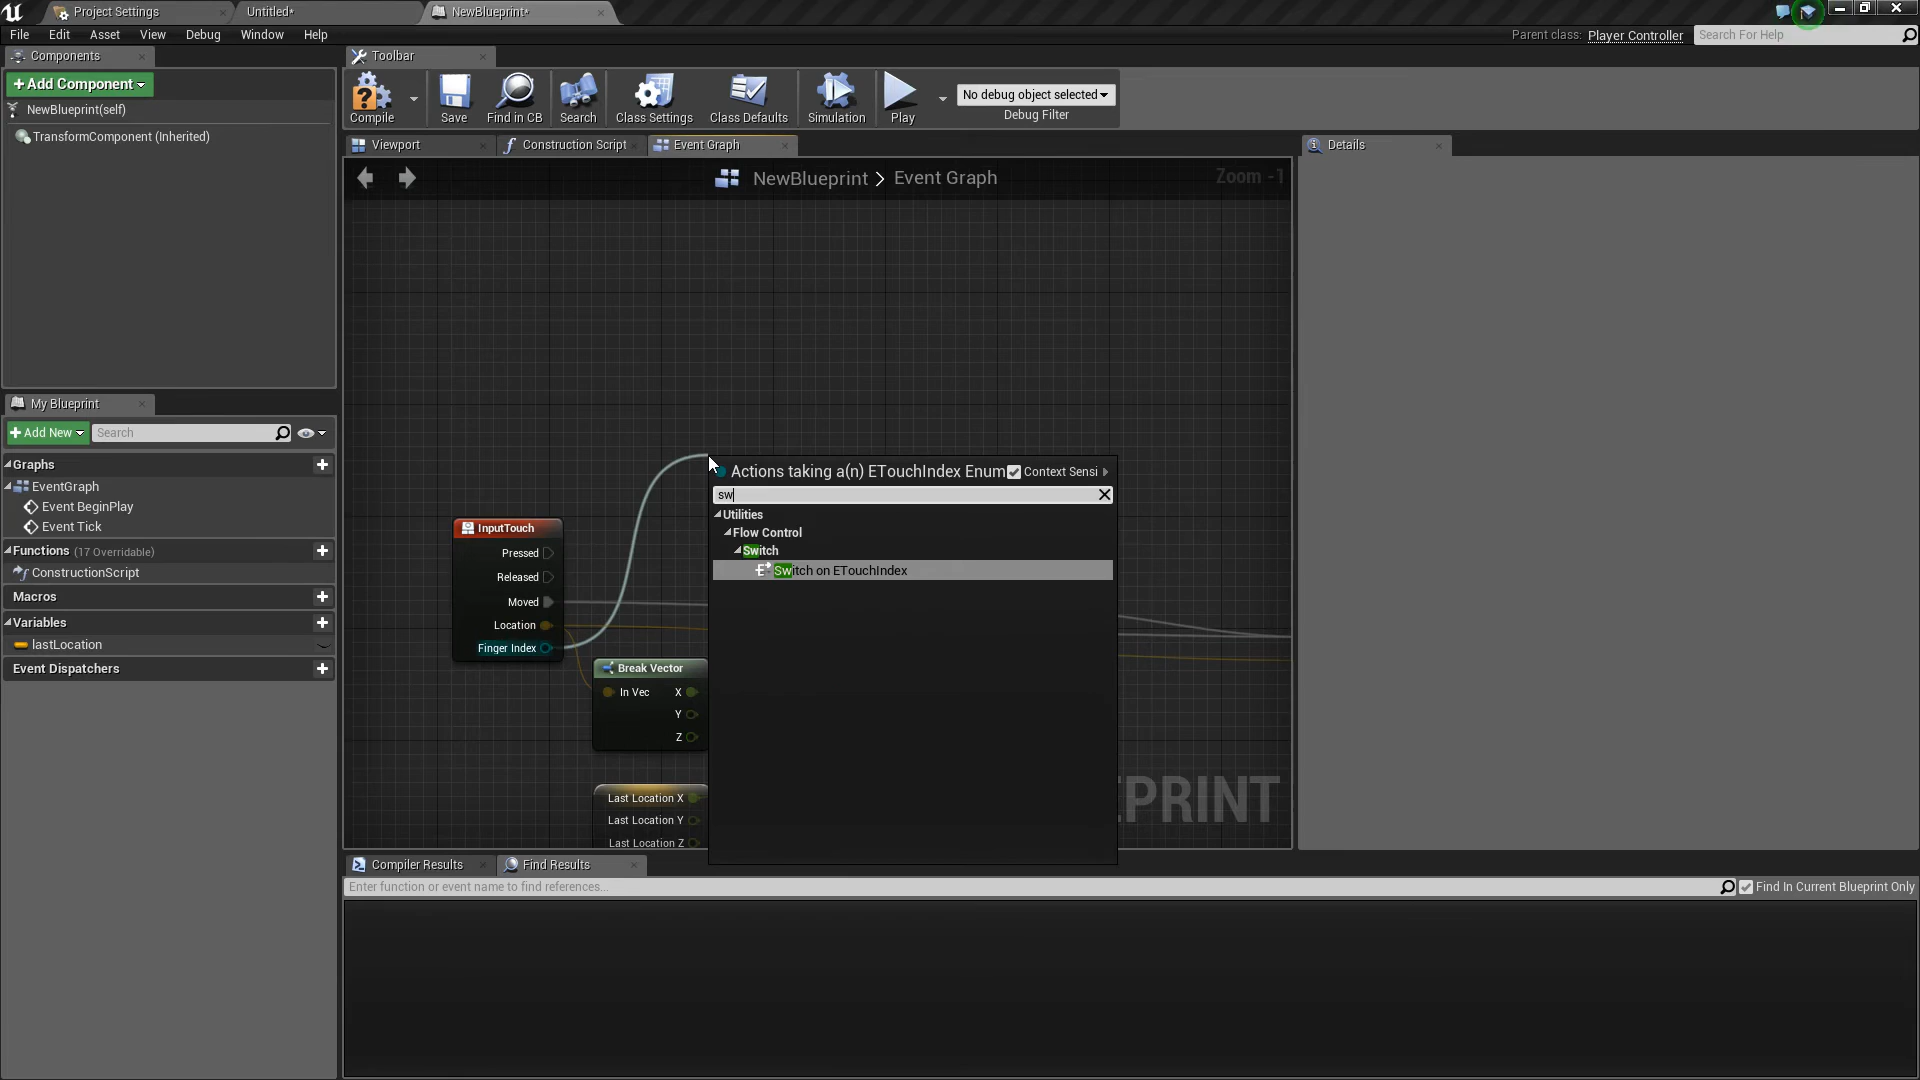 Project Settings
Untitled*
NewBlueprint*
File Edit Asset View Debug Window Help
Parent class: Player Controller
Search For Help
Components
Toolbar
+ Add Component
NewBlueprint(self)
TransformComponent (Inherited)
Compile
Save
Find in CB
Search
Class Settings
Class Defaults
Simulation
Play
No debug object selected
Debug Filter
Viewport
Construction Script
Event Graph
Details
NewBlueprint > Event Graph
Zoom -1
My Blueprint
+ Add New
Search
Graphs
EventGraph
Event BeginPlay
Event Tick
Functions (17 Overridable)
ConstructionScript
Macros
Variables
lastLocation
Event Dispatchers
InputTouch
Pressed
Released
Moved
Location
Finger Index
Break Vector
In Vec X
Y
Z
Last Location X
Last Location Y
Last Location Z
Actions taking a(n) ETouchIndex Enum
Context Sensi
sw
Utilities
Flow Control
Switch
Switch on ETouchIndex
EPRINT
Compiler Results
Find Results
Enter function or event name to find references...
Find In Current Blueprint Only